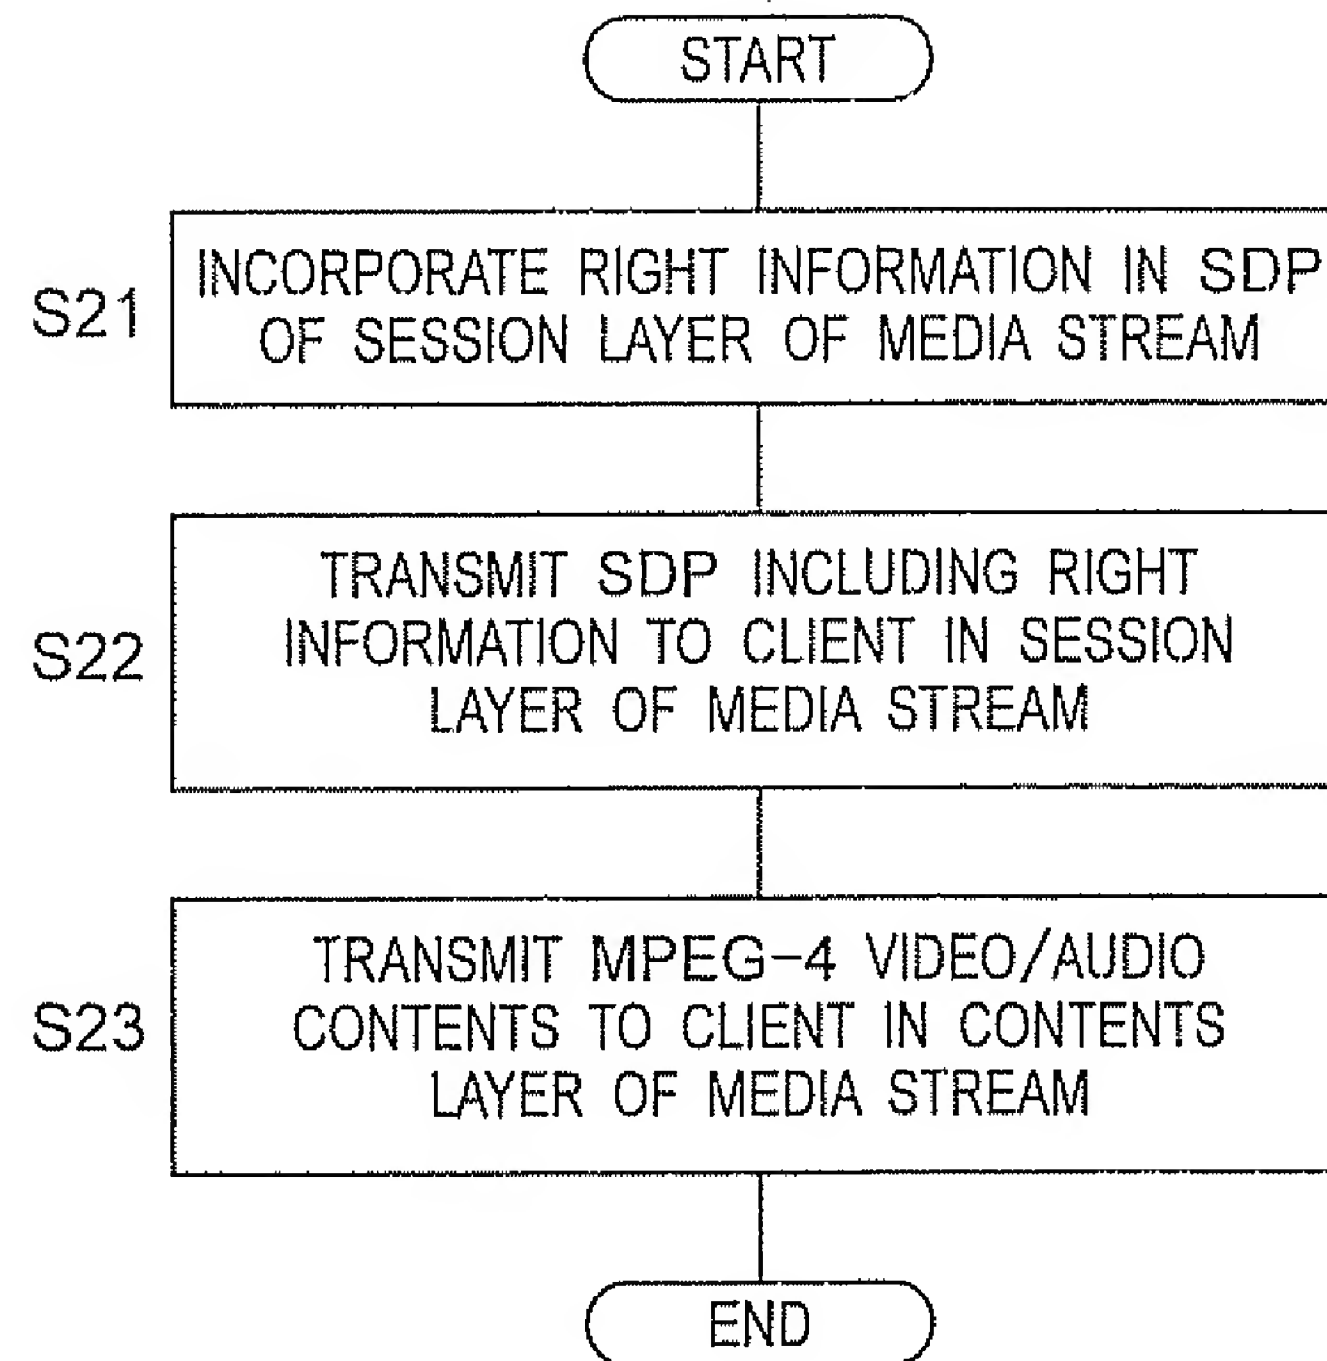 START
S21
INCORPORATE RIGHT INFORMATION IN SDP
OF SESSION LAYER OF MEDIA STREAM
S22
TRANSMIT SDP INCLUDING RIGHT
INFORMATION TO CLIENT IN SESSION
LAYER OF MEDIA STREAM
S23
TRANSMIT MPEG-4 VIDEO/AUDIO
CONTENTS TO CLIENT IN CONTENTS
LAYER OF MEDIA STREAM
END